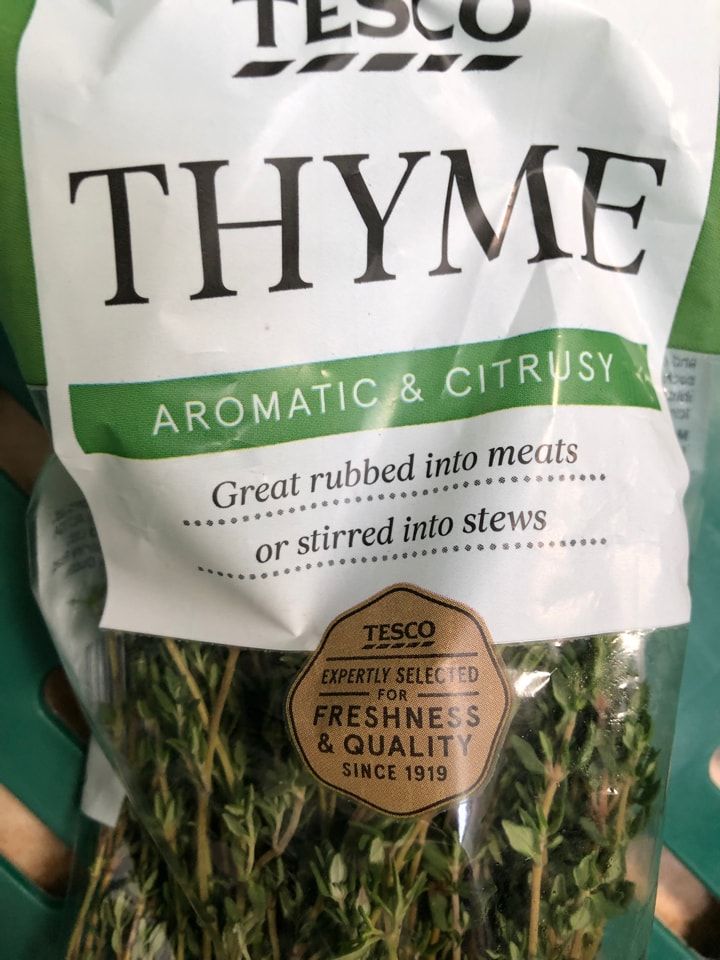 TESCO
THYME
AROMATIC & CITRUSY
Great rubbed into meats
or stirred into stews
TESCO
EXPERTLY SELECTED
FOR
FRESHNESS
& QUALITY
SINCE 1919